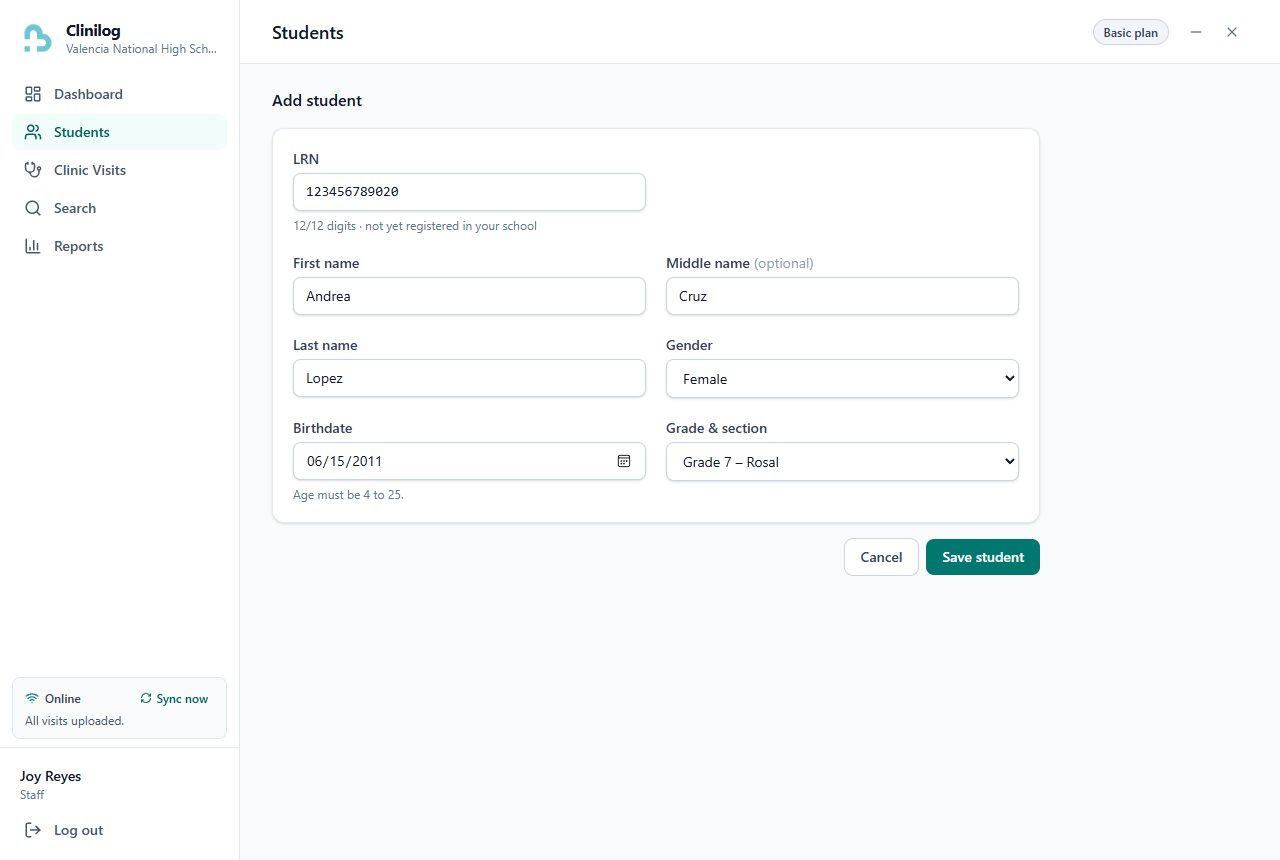 Clinilog
Valencia National High Sch...
Dashboard
Students
Clinic Visits
Search
Reports
Online
Sync now
All visits uploaded.
Joy Reyes
Staff
Log out
Students
Basic plan
Add student
LRN
123456789020
12/12 digits · not yet registered in your school
First name
Middle name (optional)
Andrea
Cruz
Last name
Gender
Lopez
Female
Birthdate
Grade & section
06/15/2011
Grade 7 – Rosal
Age must be 4 to 25.
Cancel
Save student